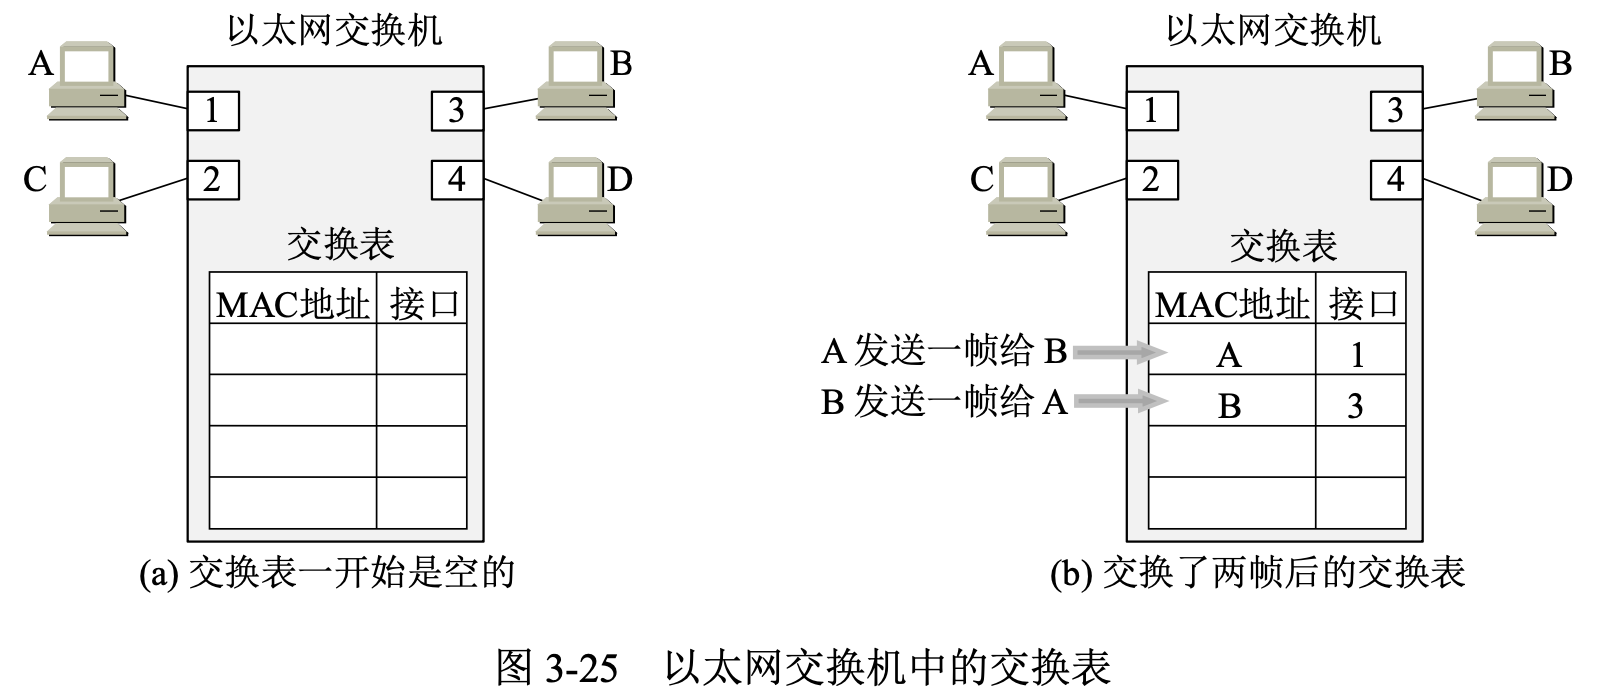 以太网交换机
A
B
1
3
C
D
2
4
交换表
MAC地址 接口
(a) 交换表一开始是空的
以太网交换机
A
B
1
3
C
D
2
4
交换表
MAC地址 接口
A 发送一帧给 B
A 1
B 发送一帧给 A
B 3
(b) 交换了两帧后的交换表
图 3-25 以太网交换机中的交换表